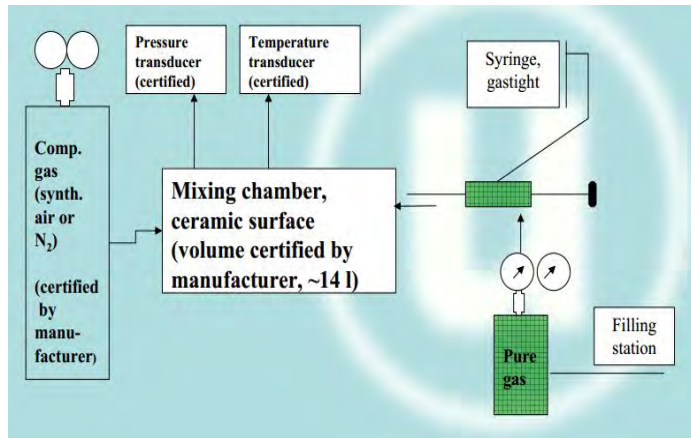 Pressure
transducer
(certified)
Temperature
transducer
(certified)
Syringe,
gastight
Comp.
gas
(synth.
air or
N₂)
(certified
by
manu-
facturer)
Mixing chamber,
ceramic surface
(volume certified by
manufacturer, ~14 l)
Pure
gas
Filling
station